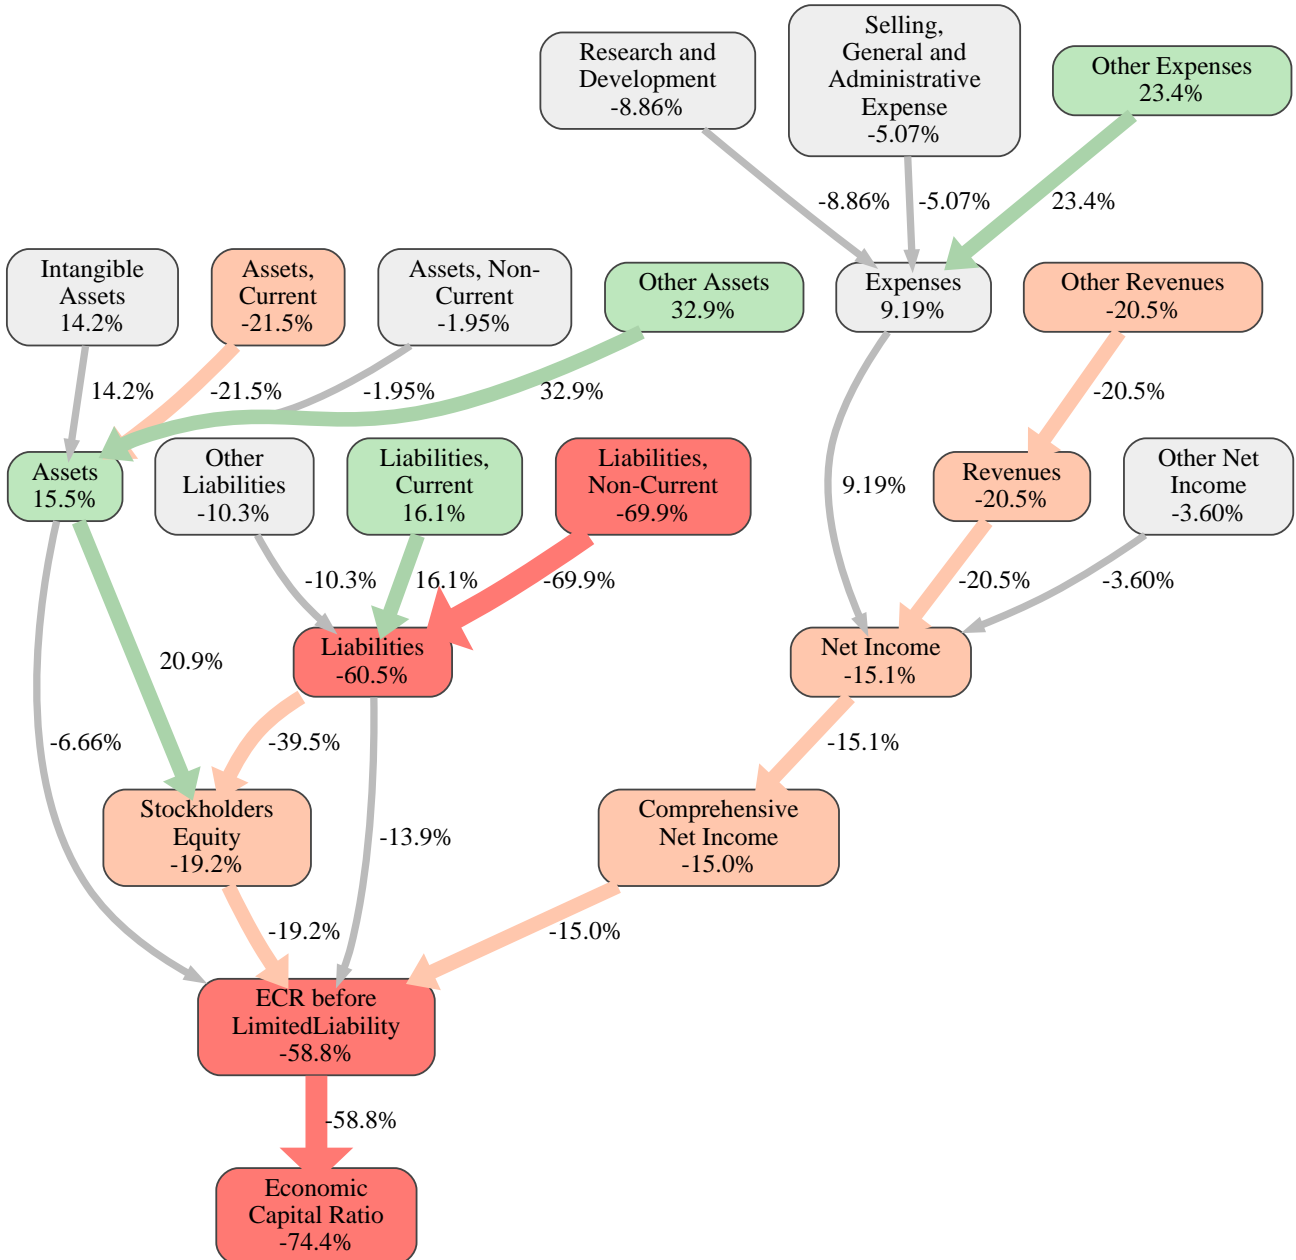 Research and
Development
-8.86%
Selling,
General and
Administrative
Expense
-5.07%
Other Expenses
23.4%
-8.86%
-5.07%
23.4%
Intangible
Assets
14.2%
Assets,
Current
-21.5%
Assets, Non-
Current
-1.95%
Other Assets
32.9%
Expenses
9.19%
Other Revenues
-20.5%
14.2%
-21.5%
-1.95%
32.9%
-20.5%
Assets
15.5%
Other
Liabilities
-10.3%
Liabilities,
Current
16.1%
Liabilities,
Non-Current
-69.9%
9.19%
Revenues
-20.5%
Other Net
Income
-3.60%
-10.3%
16.1%
-69.9%
-20.5%
-3.60%
20.9%
Liabilities
-60.5%
Net Income
-15.1%
-6.66%
-39.5%
-15.1%
Stockholders
Equity
-19.2%
-13.9%
Comprehensive
Net Income
-15.0%
-19.2%
-15.0%
ECR before
LimitedLiability
-58.8%
-58.8%
Economic
Capital Ratio
-74.4%